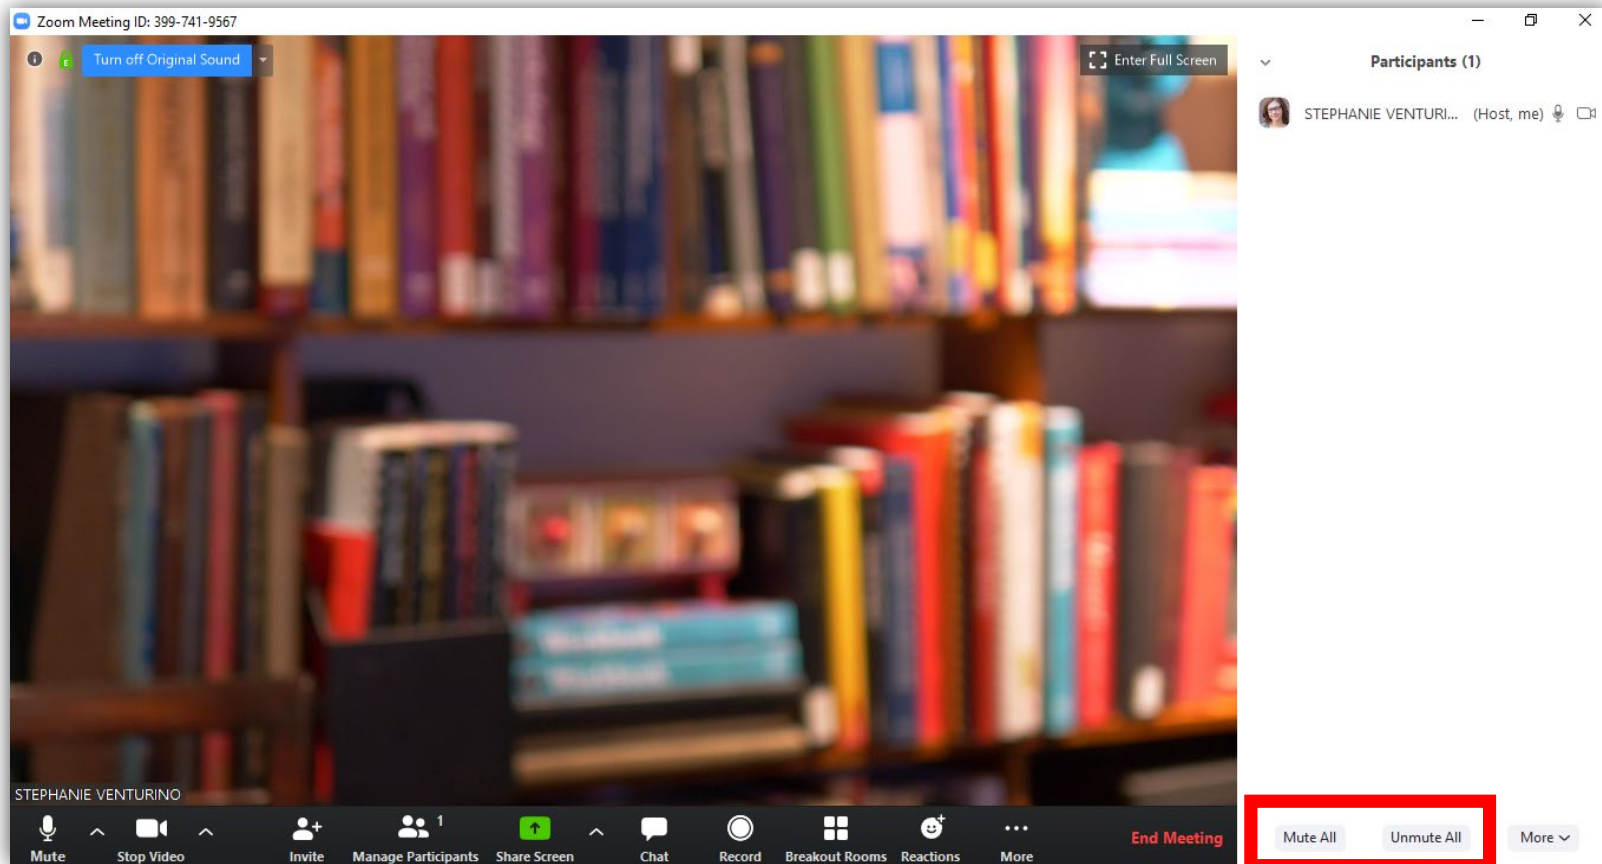 Zoom Meeting ID: 399-741-9567
Turn off Original Sound
Enter Full Screen
Participants (1)
STEPHANIE VENTURI... (Host, me)
STEPHANIE VENTURINO
1
Mute
Stop Video
Invite
Manage Participants
Share Screen
Chat
Record
Breakout Rooms
Reactions
More
End Meeting
Mute All
Unmute All
More